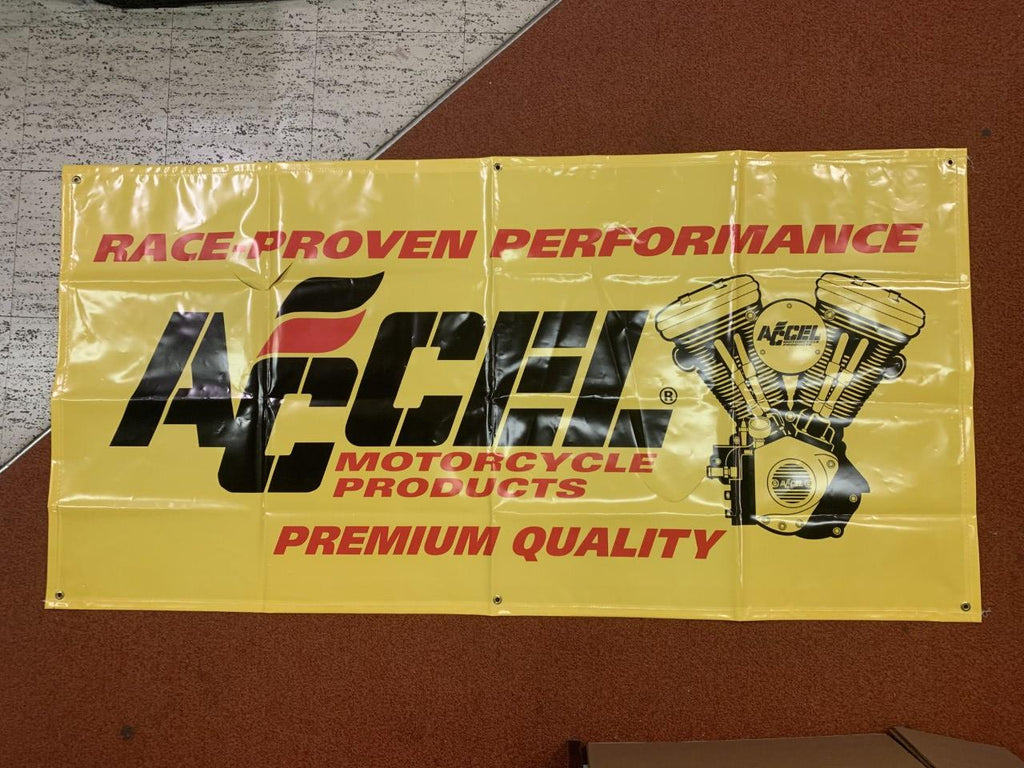 RACE-PROVEN PERFORMANCE
ACCEL®
ACCEL
MOTORCYCLE
PRODUCTS
ACCEL
PREMIUM QUALITY